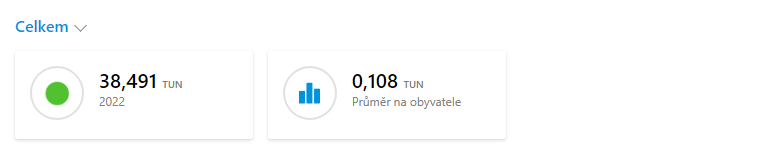 Celkem
38,491 TUN
2022
0,108 TUN
Průměr na obyvatele